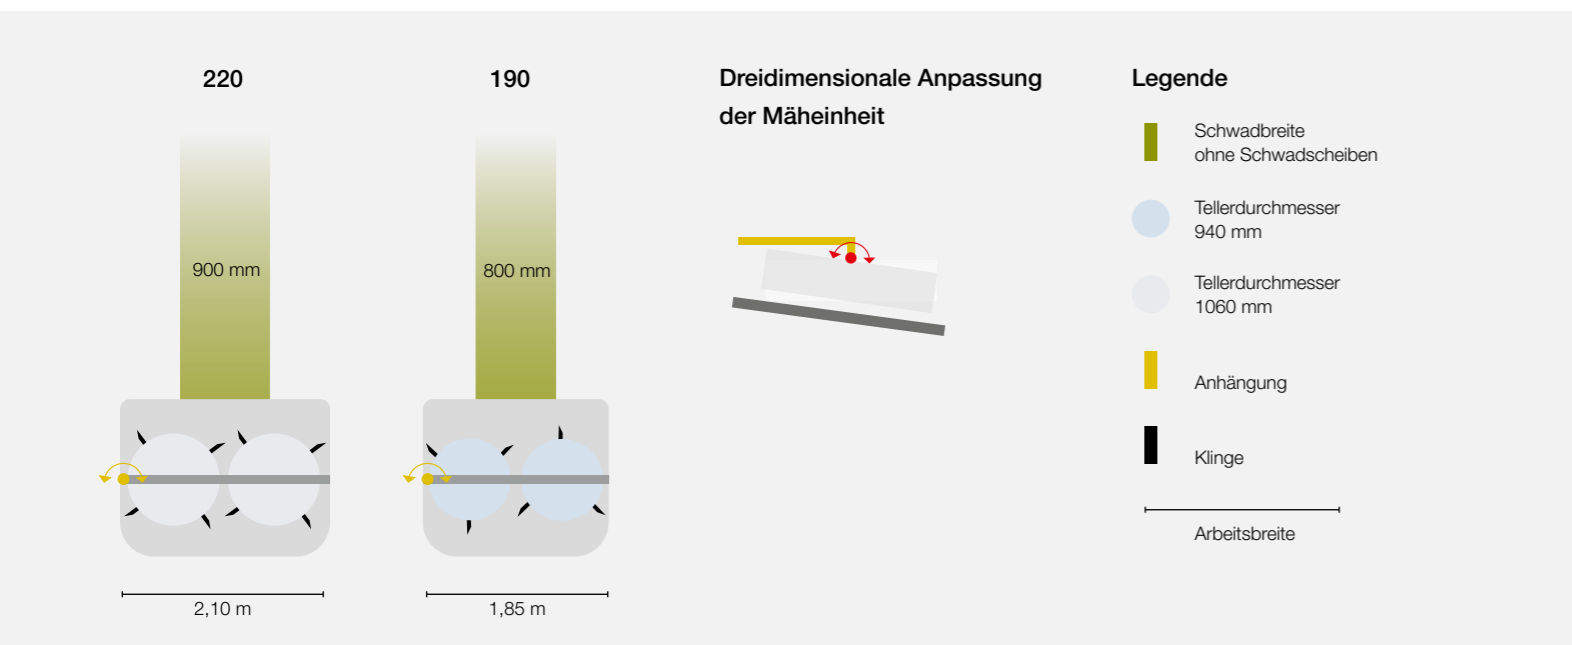 220
900 mm
2,10 m
190
800 mm
1,85 m
Dreidimensionale Anpassung
der Mäheinheit
Legende
Schwadbreite
ohne Schwadscheiben
Tellerdurchmesser
940 mm
Tellerdurchmesser
1060 mm
Anhängung
Klinge
Arbeitsbreite